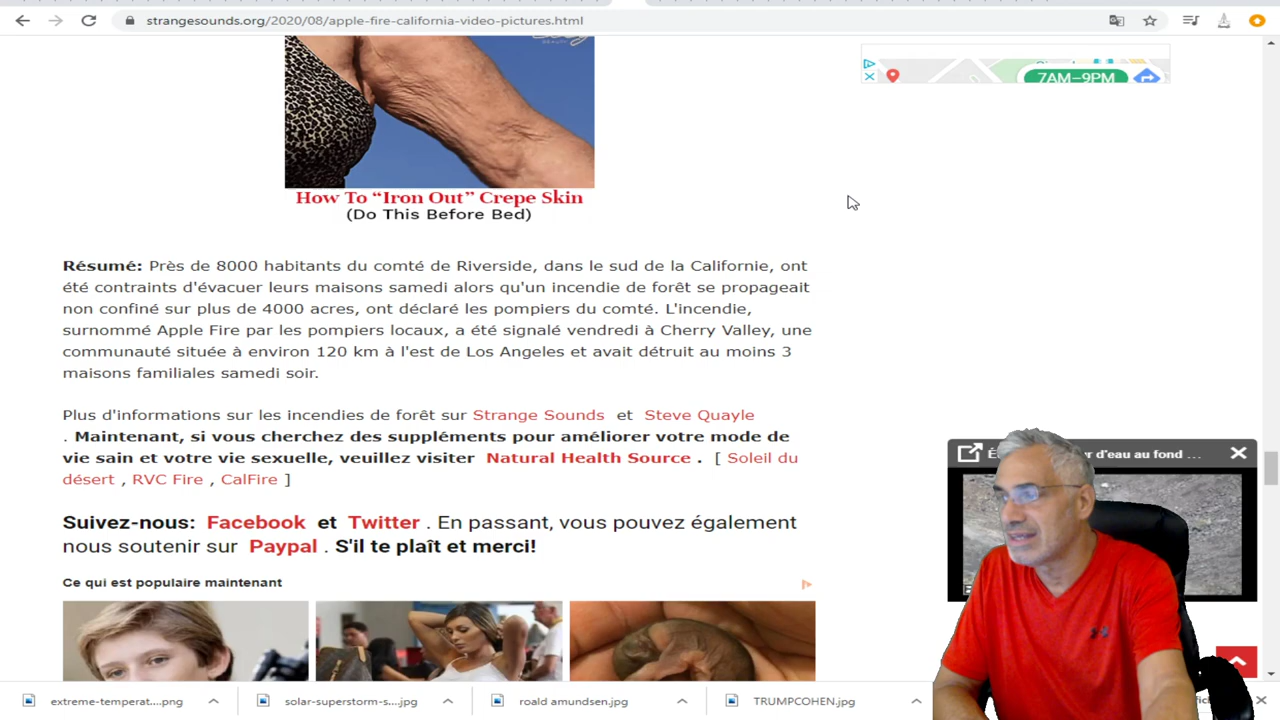 strangesounds.org/2020/08/apple-fire-california-video-pictures.html
7AM–9PM
How To “Iron Out” Crepe Skin
(Do This Before Bed)
Résumé: Près de 8000 habitants du comté de Riverside, dans le sud de la Californie, ont
été contraints d'évacuer leurs maisons samedi alors qu'un incendie de forêt se propageait
non confiné sur plus de 4000 acres, ont déclaré les pompiers du comté. L'incendie,
surnommé Apple Fire par les pompiers locaux, a été signalé vendredi à Cherry Valley, une
communauté située à environ 120 km à l'est de Los Angeles et avait détruit au moins 3
maisons familiales samedi soir.
Plus d'informations sur les incendies de forêt sur Strange Sounds et Steve Quayle
. Maintenant, si vous cherchez des suppléments pour améliorer votre mode de
vie sain et votre vie sexuelle, veuillez visiter Natural Health Source . [ Soleil du
désert , RVC Fire , CalFire ]
d'eau au fond ...
Suivez-nous: Facebook et Twitter . En passant, vous pouvez également
nous soutenir sur Paypal . S'il te plaît et merci!
Ce qui est populaire maintenant
extreme-temperat....png
solar-superstorm-s....jpg
roald amundsen.jpg
TRUMPCOHEN.jpg